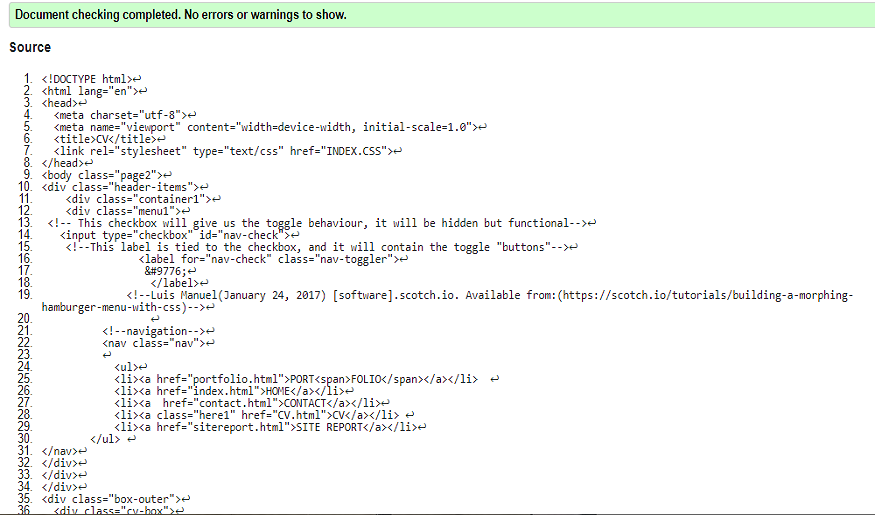 Document checking completed. No errors or warnings to show.
Source
1. <!DOCTYPE html>↩
2. <html lang="en">↩
3. <head>↩
4. <meta charset="utf-8">↩
5. <meta name="viewport" content="width=device-width, initial-scale=1.0">↩
6. <title>CV</title>↩
7. <link rel="stylesheet" type="text/css" href="INDEX.CSS">↩
8. </head>↩
9. <body class="page2">↩
10. <div class="header-items">↩
11. <div class="container1">↩
12. <div class="menu1">↩
13. <!-- This checkbox will give us the toggle behaviour, it will be hidden but functional-->↩
14. <input type="checkbox" id="nav-check">↩
15. <!--This label is tied to the checkbox, and it will contain the toggle "buttons"-->↩
16. <label for="nav-check" class="nav-toggler">↩
17. &#9776;↩
18. </label>↩
19. <!--Luis Manuel(January 24, 2017) [software].scotch.io. Available from:(https://scotch.io/tutorials/building-a-morphing-
hamburger-menu-with-css)-->↩
20. ↩
21. <!--navigation-->↩
22. <nav class="nav">↩
23. ↩
24. <ul>↩
25. <li><a href="portfolio.html">PORT<span>FOLIO</span></a></li> ↩
26. <li><a href="index.html">HOME</a></li>↩
27. <li><a  href="contact.html">CONTACT</a></li>↩
28. <li><a class="here1" href="CV.html">CV</a></li> ↩
29. <li><a href="sitereport.html">SITE REPORT</a></li>↩
30. </ul> ↩
31. </nav>↩
32. </div>↩
33. </div>↩
34. </div>↩
35. <div class="box-outer">↩
36. <div class="cv-box">↩